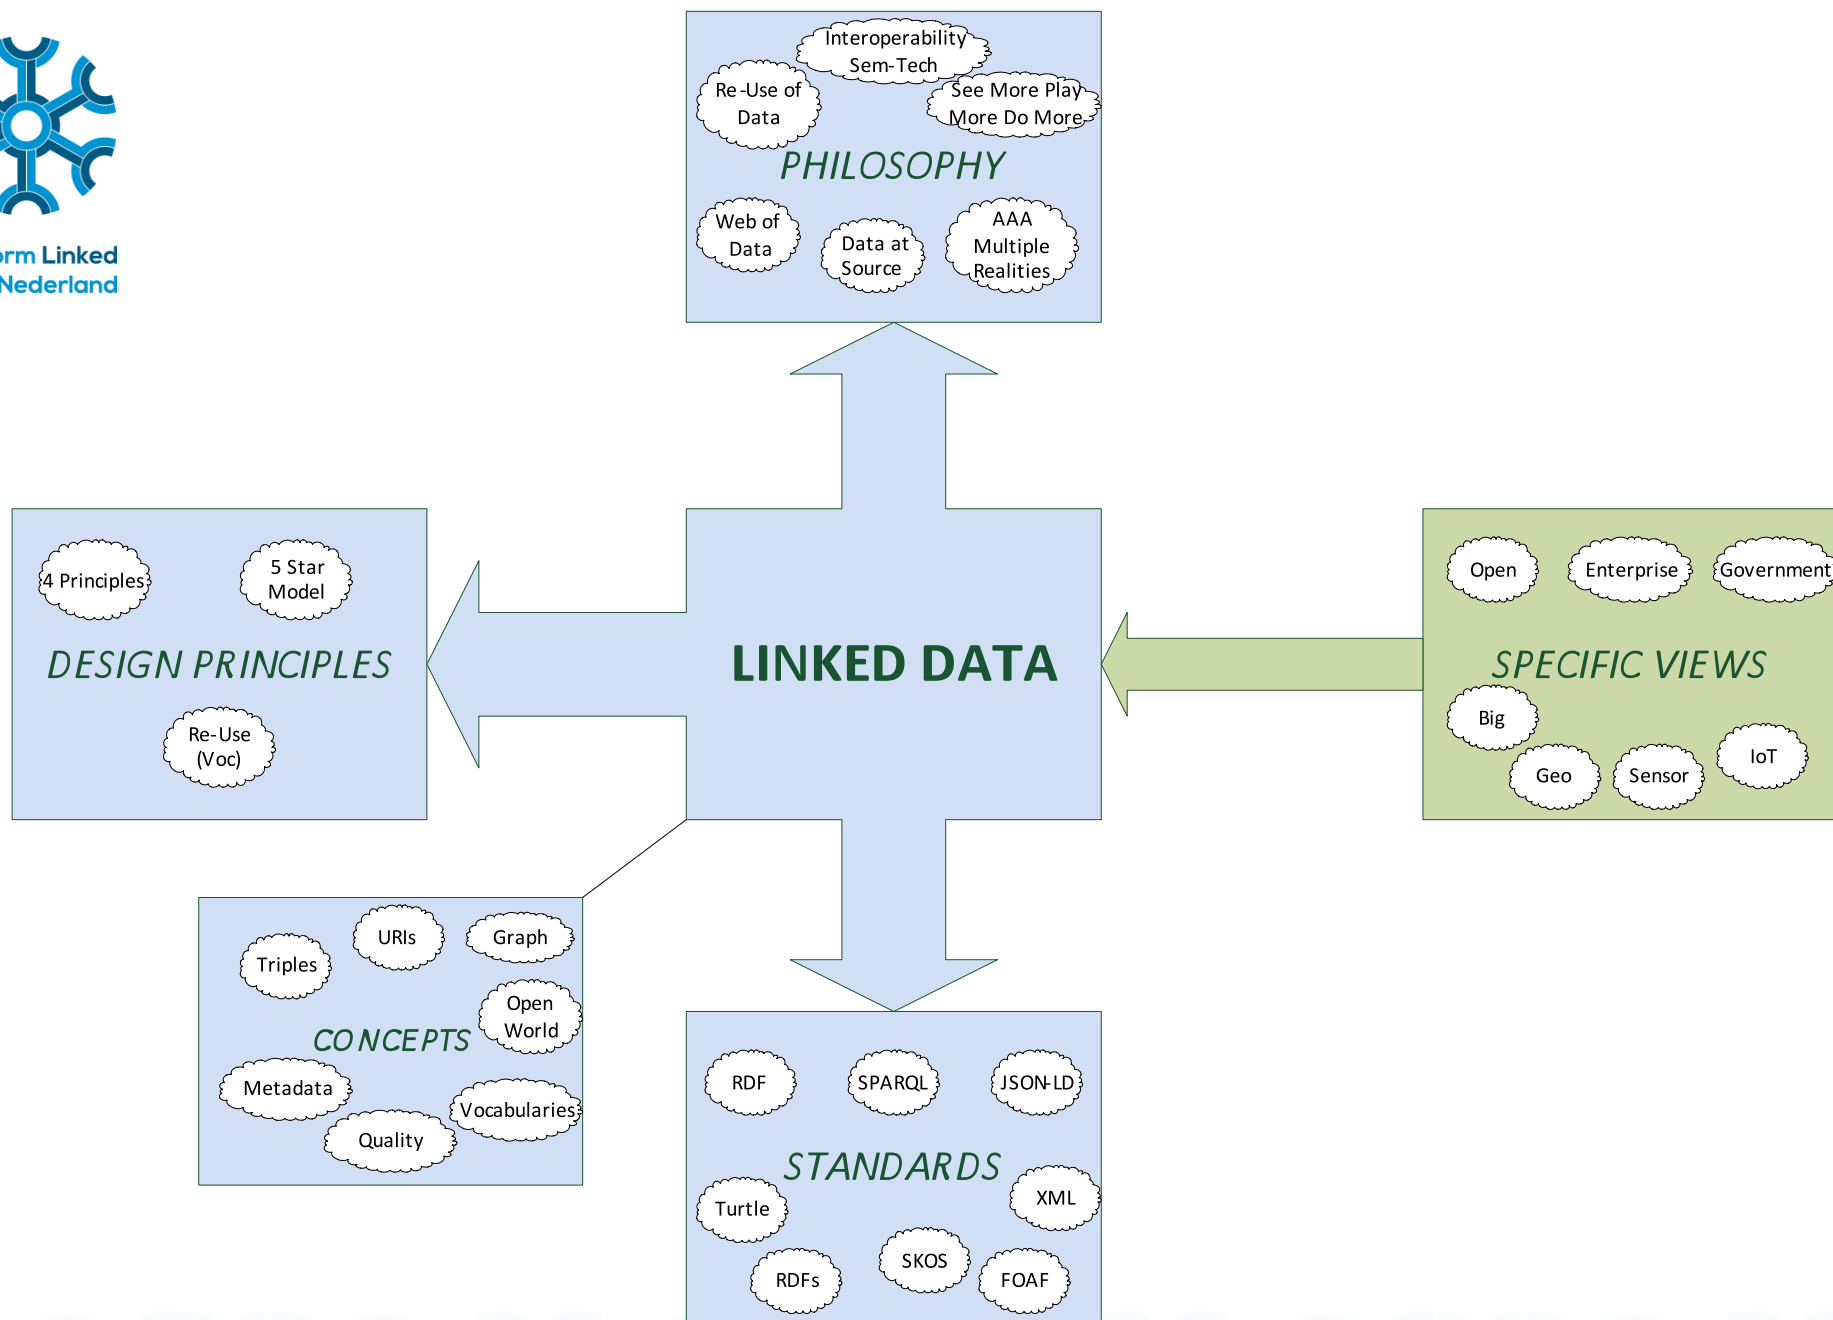 Interoperability
Sem-Tech
Re-Use of
Data
See More Play
More Do More
PHILOSOPHY
Web of
Data
Data at
Source
AAA
Multiple
Realities
orm Linked
Nederland
4 Principles
5 Star
Model
DESIGN PRINCIPLES
Re-Use
(Voc)
LINKED DATA
Open
Enterprise
Government
SPECIFIC VIEWS
Big
Geo
Sensor
IoT
URIs
Graph
Triples
Open
World
CONCEPTS
Metadata
Vocabularies
Quality
RDF
SPARQL
JSON-LD
STANDARDS
Turtle
XML
SKOS
RDFs
FOAF